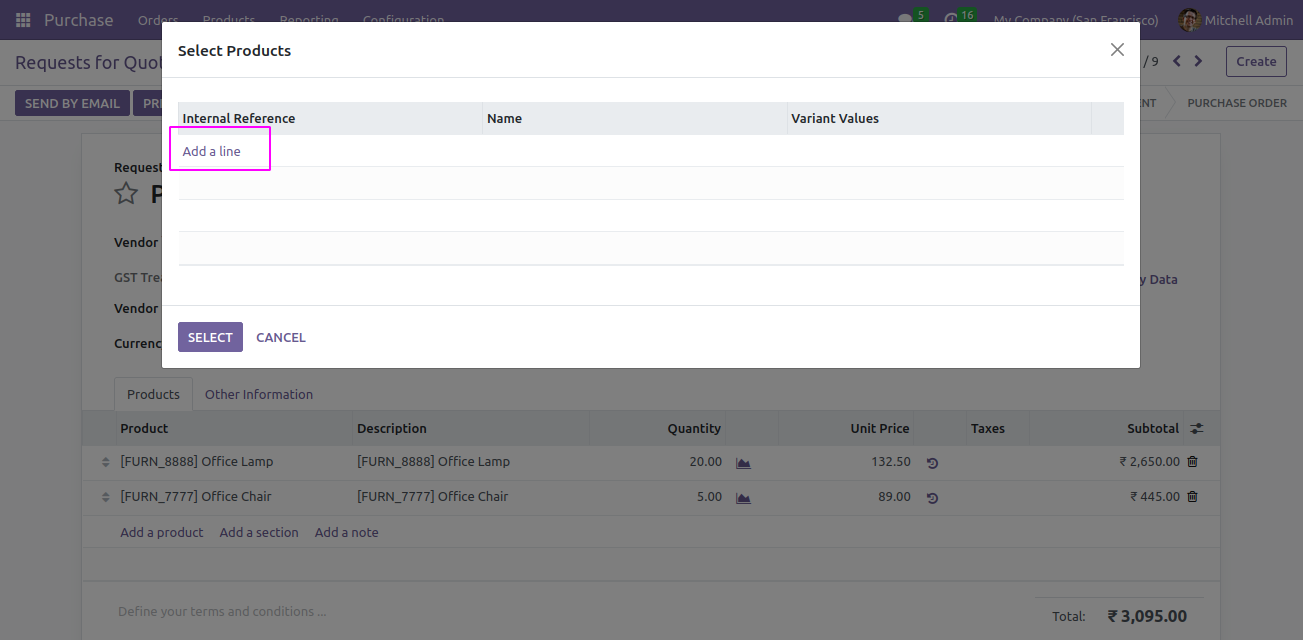 Purchase Orders Products Reporting Configuration 5 16 My Company (San Francisco) Mitchell Admin
Select Products
Requests for Quot / 9 Create
SEND BY EMAIL PRI NT PURCHASE ORDER
Internal Reference Name Variant Values
Add a line
Request
P
Vendor
GST Trea y Data
Vendor
Currenc
SELECT CANCEL
Products Other Information
Product Description Quantity Unit Price Taxes Subtotal
[FURN_8888] Office Lamp [FURN_8888] Office Lamp 20.00 132.50 ₹ 2,650.00
[FURN_7777] Office Chair [FURN_7777] Office Chair 5.00 89.00 ₹ 445.00
Add a product Add a section Add a note
Define your terms and conditions ...
Total: ₹ 3,095.00